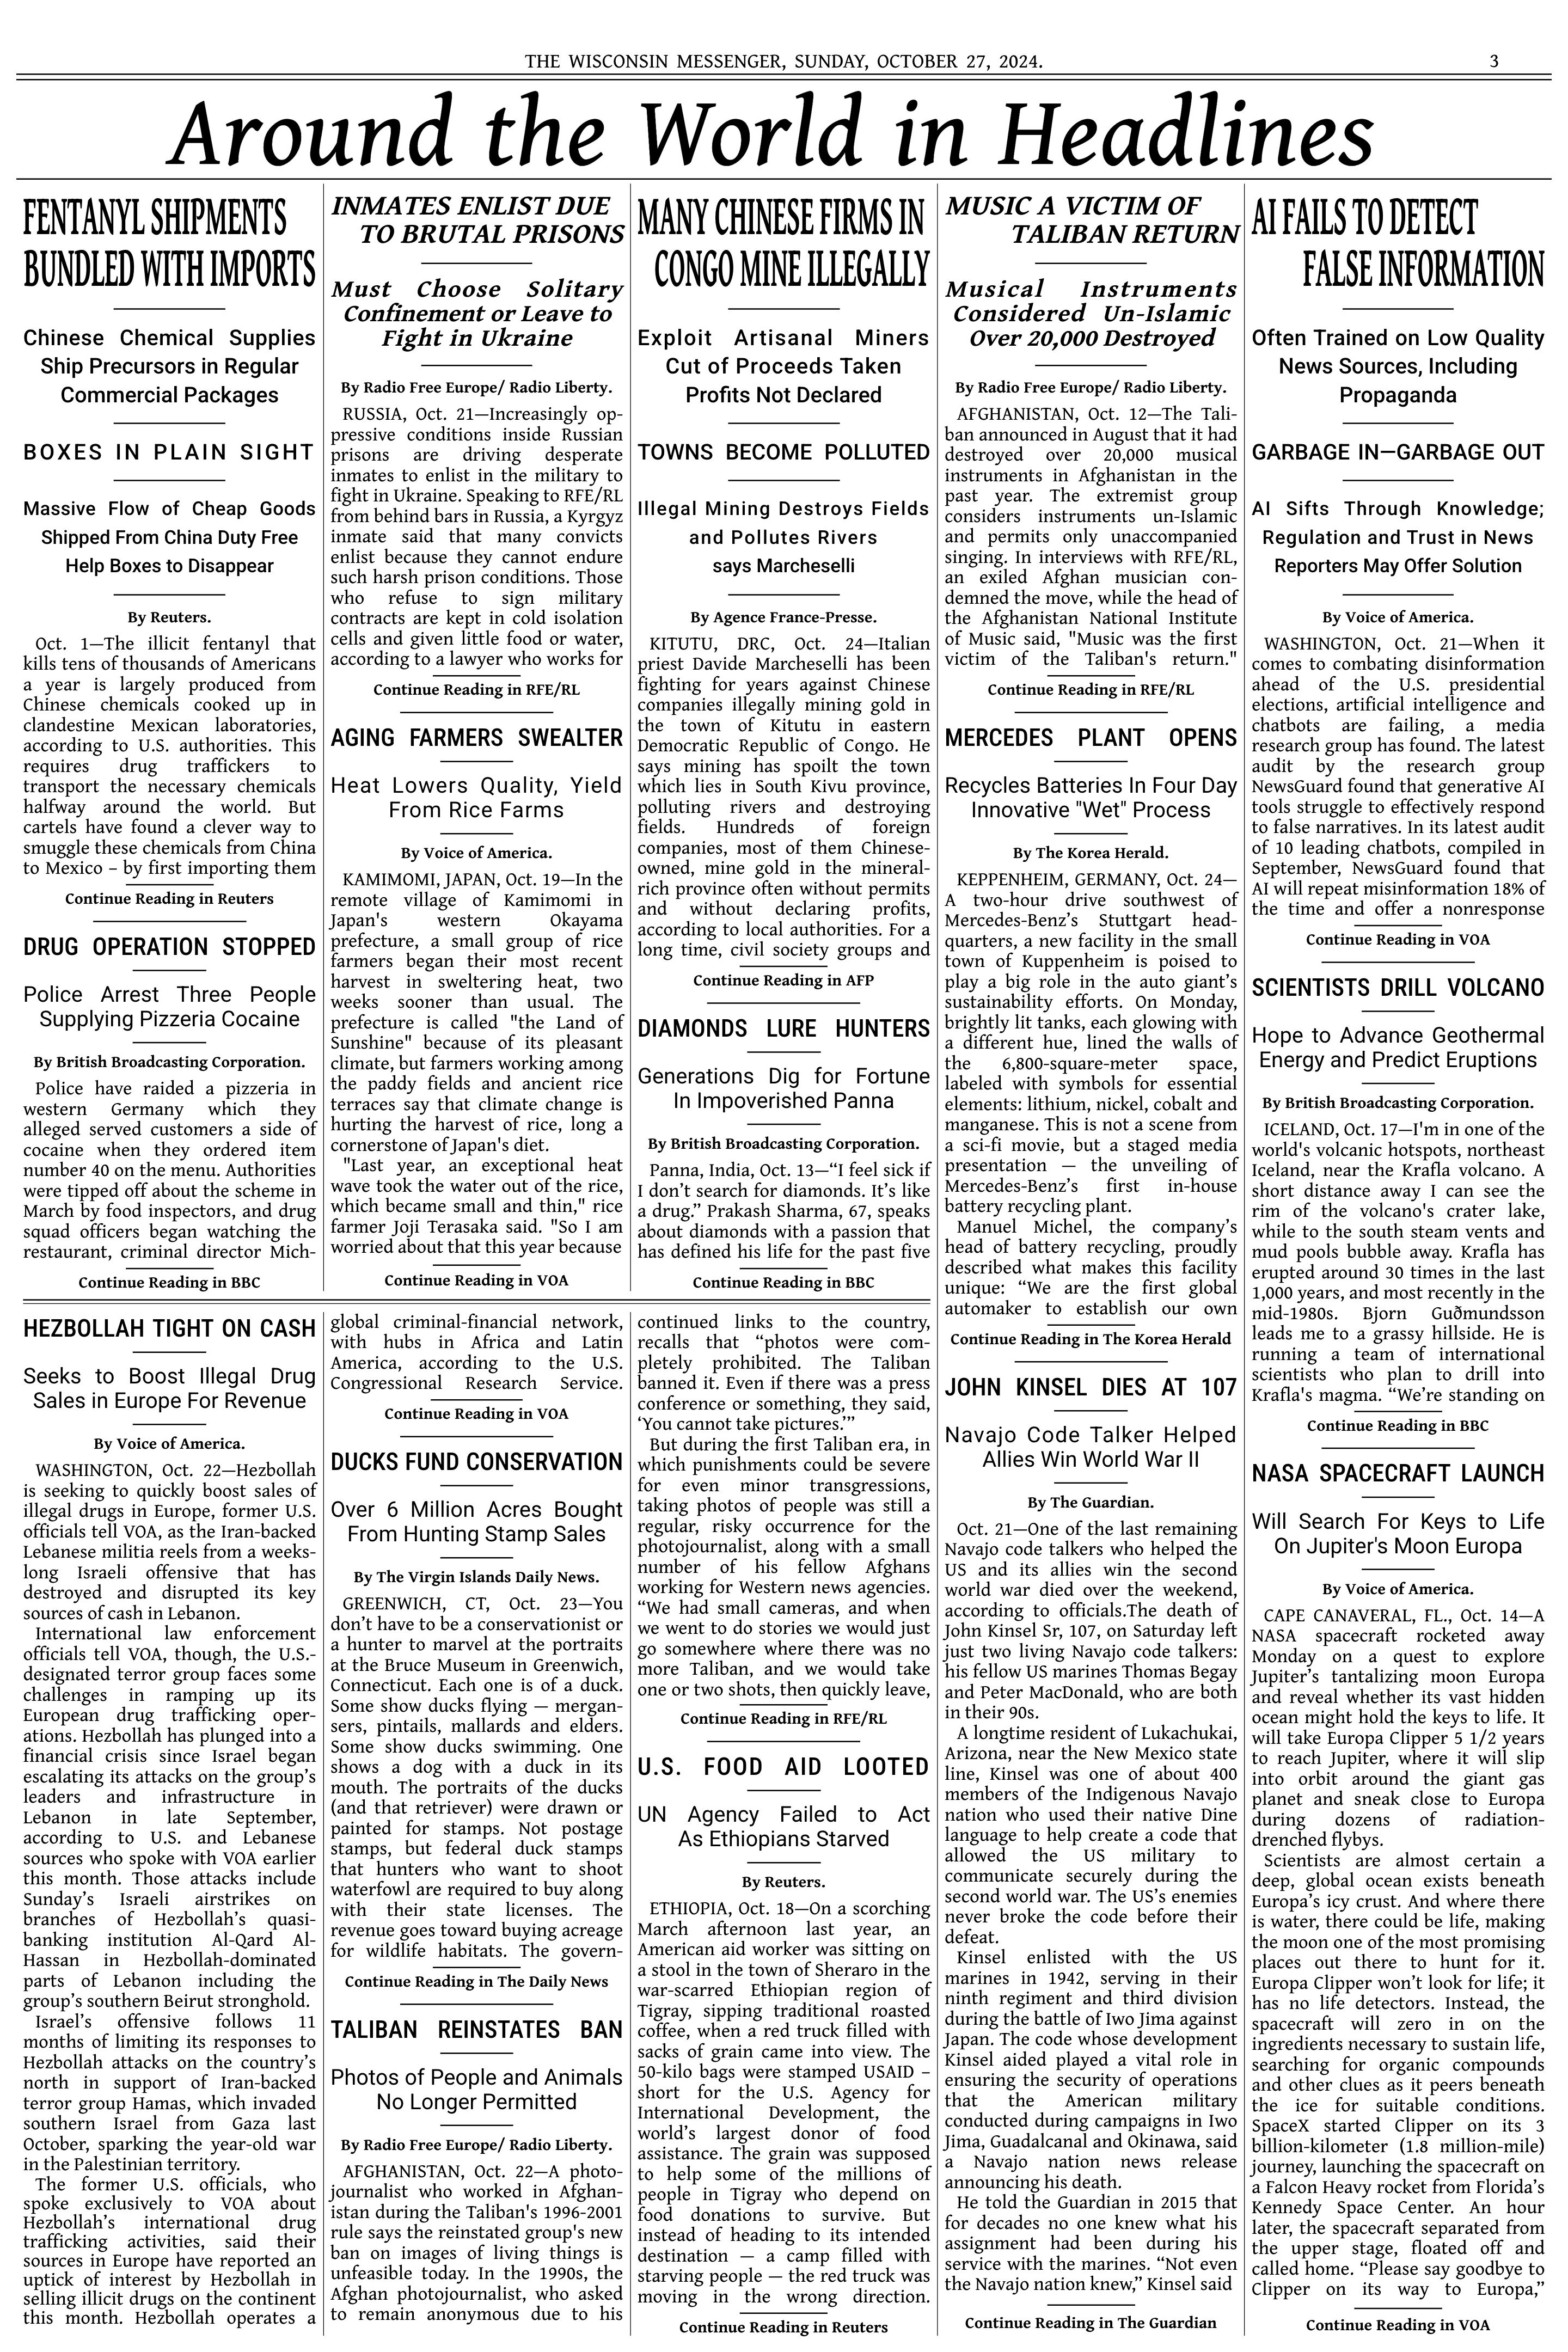 THE WISCONSIN MESSENGER, SUNDAY, OCTOBER 27, 2024.
3
Around the World in Headlines
FENTANYL SHIPMENTS
BUNDLED WITH IMPORTS
Chinese Chemical Supplies
Ship Precursors in Regular
Commercial Packages
BOXES IN PLAIN SIGHT
Massive Flow of Cheap Goods
Shipped From China Duty Free
Help Boxes to Disappear
By Reuters.
Oct. 1—The illicit fentanyl that
kills tens of thousands of Americans
a year is largely produced from
Chinese chemicals cooked up in
clandestine Mexican laboratories,
according to U.S. authorities. This
requires drug traffickers to
transport the necessary chemicals
halfway around the world. But
cartels have found a clever way to
smuggle these chemicals from China
to Mexico – by first importing them
Continue Reading in Reuters
DRUG OPERATION STOPPED
Police Arrest Three People
Supplying Pizzeria Cocaine
By British Broadcasting Corporation.
Police have raided a pizzeria in
western Germany which they
alleged served customers a side of
cocaine when they ordered item
number 40 on the menu. Authorities
were tipped off about the scheme in
March by food inspectors, and drug
squad officers began watching the
restaurant, criminal director Mich-
Continue Reading in BBC
INMATES ENLIST DUE
TO BRUTAL PRISONS
Must Choose Solitary
Confinement or Leave to
Fight in Ukraine
By Radio Free Europe/ Radio Liberty.
RUSSIA, Oct. 21—Increasingly op-
pressive conditions inside Russian
prisons are driving desperate
inmates to enlist in the military to
fight in Ukraine. Speaking to RFE/RL
from behind bars in Russia, a Kyrgyz
inmate said that many convicts
enlist because they cannot endure
such harsh prison conditions. Those
who refuse to sign military
contracts are kept in cold isolation
cells and given little food or water,
according to a lawyer who works for
Continue Reading in RFE/RL
AGING FARMERS SWEALTER
Heat Lowers Quality, Yield
From Rice Farms
By Voice of America.
KAMIMOMI, JAPAN, Oct. 19—In the
remote village of Kamimomi in
Japan's western Okayama
prefecture, a small group of rice
farmers began their most recent
harvest in sweltering heat, two
weeks sooner than usual. The
prefecture is called "the Land of
Sunshine" because of its pleasant
climate, but farmers working among
the paddy fields and ancient rice
terraces say that climate change is
hurting the harvest of rice, long a
cornerstone of Japan's diet.
"Last year, an exceptional heat
wave took the water out of the rice,
which became small and thin," rice
farmer Joji Terasaka said. "So I am
worried about that this year because
Continue Reading in VOA
MANY CHINESE FIRMS IN
CONGO MINE ILLEGALLY
Exploit Artisanal Miners
Cut of Proceeds Taken
Profits Not Declared
TOWNS BECOME POLLUTED
Illegal Mining Destroys Fields
and Pollutes Rivers
says Marcheselli
By Agence France-Presse.
KITUTU, DRC, Oct. 24—Italian
priest Davide Marcheselli has been
fighting for years against Chinese
companies illegally mining gold in
the town of Kitutu in eastern
Democratic Republic of Congo. He
says mining has spoilt the town
which lies in South Kivu province,
polluting rivers and destroying
fields. Hundreds of foreign
companies, most of them Chinese-
owned, mine gold in the mineral-
rich province often without permits
and without declaring profits,
according to local authorities. For a
long time, civil society groups and
Continue Reading in AFP
DIAMONDS LURE HUNTERS
Generations Dig for Fortune
In Impoverished Panna
By British Broadcasting Corporation.
Panna, India, Oct. 13—“I feel sick if
I don’t search for diamonds. It’s like
a drug.” Prakash Sharma, 67, speaks
about diamonds with a passion that
has defined his life for the past five
Continue Reading in BBC
HEZBOLLAH TIGHT ON CASH
Seeks to Boost Illegal Drug
Sales in Europe For Revenue
By Voice of America.
WASHINGTON, Oct. 22—Hezbollah
is seeking to quickly boost sales of
illegal drugs in Europe, former U.S.
officials tell VOA, as the Iran-backed
Lebanese militia reels from a weeks-
long Israeli offensive that has
destroyed and disrupted its key
sources of cash in Lebanon.
International law enforcement
officials tell VOA, though, the U.S.-
designated terror group faces some
challenges in ramping up its
European drug trafficking oper-
ations. Hezbollah has plunged into a
financial crisis since Israel began
escalating its attacks on the group’s
leaders and infrastructure in
Lebanon in late September,
according to U.S. and Lebanese
sources who spoke with VOA earlier
this month. Those attacks include
Sunday’s Israeli airstrikes on
branches of Hezbollah’s quasi-
banking institution Al-Qard Al-
Hassan in Hezbollah-dominated
parts of Lebanon including the
group’s southern Beirut stronghold.
Israel’s offensive follows 11
months of limiting its responses to
Hezbollah attacks on the country’s
north in support of Iran-backed
terror group Hamas, which invaded
southern Israel from Gaza last
October, sparking the year-old war
in the Palestinian territory.
The former U.S. officials, who
spoke exclusively to VOA about
Hezbollah’s international drug
trafficking activities, said their
sources in Europe have reported an
uptick of interest by Hezbollah in
selling illicit drugs on the continent
this month. Hezbollah operates a
global criminal-financial network,
with hubs in Africa and Latin
America, according to the U.S.
Congressional Research Service.
Continue Reading in VOA
DUCKS FUND CONSERVATION
Over 6 Million Acres Bought
From Hunting Stamp Sales
By The Virgin Islands Daily News.
GREENWICH, CT, Oct. 23—You
don’t have to be a conservationist or
a hunter to marvel at the portraits
at the Bruce Museum in Greenwich,
Connecticut. Each one is of a duck.
Some show ducks flying — mergan-
sers, pintails, mallards and elders.
Some show ducks swimming. One
shows a dog with a duck in its
mouth. The portraits of the ducks
(and that retriever) were drawn or
painted for stamps. Not postage
stamps, but federal duck stamps
that hunters who want to shoot
waterfowl are required to buy along
with their state licenses. The
revenue goes toward buying acreage
for wildlife habitats. The govern-
Continue Reading in The Daily News
TALIBAN REINSTATES BAN
Photos of People and Animals
No Longer Permitted
By Radio Free Europe/ Radio Liberty.
AFGHANISTAN, Oct. 22—A photo-
journalist who worked in Afghan-
istan during the Taliban's 1996-2001
rule says the reinstated group's new
ban on images of living things is
unfeasible today. In the 1990s, the
Afghan photojournalist, who asked
to remain anonymous due to his
continued links to the country,
recalls that “photos were com-
pletely prohibited. The Taliban
banned it. Even if there was a press
conference or something, they said,
‘You cannot take pictures.’”
But during the first Taliban era, in
which punishments could be severe
for even minor transgressions,
taking photos of people was still a
regular, risky occurrence for the
photojournalist, along with a small
number of his fellow Afghans
working for Western news agencies.
“We had small cameras, and when
we went to do stories we would just
go somewhere where there was no
more Taliban, and we would take
one or two shots, then quickly leave,
Continue Reading in RFE/RL
U.S. FOOD AID LOOTED
UN Agency Failed to Act
As Ethiopians Starved
By Reuters.
ETHIOPIA, Oct. 18—On a scorching
March afternoon last year, an
American aid worker was sitting on
a stool in the town of Sheraro in the
war-scarred Ethiopian region of
Tigray, sipping traditional roasted
coffee, when a red truck filled with
sacks of grain came into view. The
50-kilo bags were stamped USAID –
short for the U.S. Agency for
International Development, the
world’s largest donor of food
assistance. The grain was supposed
to help some of the millions of
people in Tigray who depend on
food donations to survive. But
instead of heading to its intended
destination — a camp filled with
starving people — the red truck was
moving in the wrong direction.
Continue Reading in Reuters
MUSIC A VICTIM OF
TALIBAN RETURN
Musical Instruments
Considered Un-Islamic
Over 20,000 Destroyed
By Radio Free Europe/ Radio Liberty.
AFGHANISTAN, Oct. 12—The Tali-
ban announced in August that it had
destroyed over 20,000 musical
instruments in Afghanistan in the
past year. The extremist group
considers instruments un-Islamic
and permits only unaccompanied
singing. In interviews with RFE/RL,
an exiled Afghan musician con-
demned the move, while the head of
the Afghanistan National Institute
of Music said, "Music was the first
victim of the Taliban's return."
Continue Reading in RFE/RL
MERCEDES PLANT OPENS
Recycles Batteries In Four Day
Innovative "Wet" Process
By The Korea Herald.
KEPPENHEIM, GERMANY, Oct. 24—
A two-hour drive southwest of
Mercedes-Benz’s Stuttgart head-
quarters, a new facility in the small
town of Kuppenheim is poised to
play a big role in the auto giant’s
sustainability efforts. On Monday,
brightly lit tanks, each glowing with
a different hue, lined the walls of
the 6,800-square-meter space,
labeled with symbols for essential
elements: lithium, nickel, cobalt and
manganese. This is not a scene from
a sci-fi movie, but a staged media
presentation — the unveiling of
Mercedes-Benz’s first in-house
battery recycling plant.
Manuel Michel, the company’s
head of battery recycling, proudly
described what makes this facility
unique: “We are the first global
automaker to establish our own
Continue Reading in The Korea Herald
JOHN KINSEL DIES AT 107
Navajo Code Talker Helped
Allies Win World War II
By The Guardian.
Oct. 21—One of the last remaining
Navajo code talkers who helped the
US and its allies win the second
world war died over the weekend,
according to officials.The death of
John Kinsel Sr, 107, on Saturday left
just two living Navajo code talkers:
his fellow US marines Thomas Begay
and Peter MacDonald, who are both
in their 90s.
A longtime resident of Lukachukai,
Arizona, near the New Mexico state
line, Kinsel was one of about 400
members of the Indigenous Navajo
nation who used their native Dine
language to help create a code that
allowed the US military to
communicate securely during the
second world war. The US’s enemies
never broke the code before their
defeat.
Kinsel enlisted with the US
marines in 1942, serving in their
ninth regiment and third division
during the battle of Iwo Jima against
Japan. The code whose development
Kinsel aided played a vital role in
ensuring the security of operations
that the American military
conducted during campaigns in Iwo
Jima, Guadalcanal and Okinawa, said
a Navajo nation news release
announcing his death.
He told the Guardian in 2015 that
for decades no one knew what his
assignment had been during his
service with the marines. “Not even
the Navajo nation knew,” Kinsel said
Continue Reading in The Guardian
AI FAILS TO DETECT
FALSE INFORMATION
Often Trained on Low Quality
News Sources, Including
Propaganda
GARBAGE IN—GARBAGE OUT
AI Sifts Through Knowledge;
Regulation and Trust in News
Reporters May Offer Solution
By Voice of America.
WASHINGTON, Oct. 21—When it
comes to combating disinformation
ahead of the U.S. presidential
elections, artificial intelligence and
chatbots are failing, a media
research group has found. The latest
audit by the research group
NewsGuard found that generative AI
tools struggle to effectively respond
to false narratives. In its latest audit
of 10 leading chatbots, compiled in
September, NewsGuard found that
AI will repeat misinformation 18% of
the time and offer a nonresponse
Continue Reading in VOA
SCIENTISTS DRILL VOLCANO
Hope to Advance Geothermal
Energy and Predict Eruptions
By British Broadcasting Corporation.
ICELAND, Oct. 17—I'm in one of the
world's volcanic hotspots, northeast
Iceland, near the Krafla volcano. A
short distance away I can see the
rim of the volcano's crater lake,
while to the south steam vents and
mud pools bubble away. Krafla has
erupted around 30 times in the last
1,000 years, and most recently in the
mid-1980s. Bjorn Guðmundsson
leads me to a grassy hillside. He is
running a team of international
scientists who plan to drill into
Krafla's magma. “We’re standing on
Continue Reading in BBC
NASA SPACECRAFT LAUNCH
Will Search For Keys to Life
On Jupiter's Moon Europa
By Voice of America.
CAPE CANAVERAL, FL., Oct. 14—A
NASA spacecraft rocketed away
Monday on a quest to explore
Jupiter’s tantalizing moon Europa
and reveal whether its vast hidden
ocean might hold the keys to life. It
will take Europa Clipper 5 1/2 years
to reach Jupiter, where it will slip
into orbit around the giant gas
planet and sneak close to Europa
during dozens of radiation-
drenched flybys.
Scientists are almost certain a
deep, global ocean exists beneath
Europa’s icy crust. And where there
is water, there could be life, making
the moon one of the most promising
places out there to hunt for it.
Europa Clipper won’t look for life; it
has no life detectors. Instead, the
spacecraft will zero in on the
ingredients necessary to sustain life,
searching for organic compounds
and other clues as it peers beneath
the ice for suitable conditions.
SpaceX started Clipper on its 3
billion-kilometer (1.8 million-mile)
journey, launching the spacecraft on
a Falcon Heavy rocket from Florida’s
Kennedy Space Center. An hour
later, the spacecraft separated from
the upper stage, floated off and
called home. “Please say goodbye to
Clipper on its way to Europa,”
Continue Reading in VOA